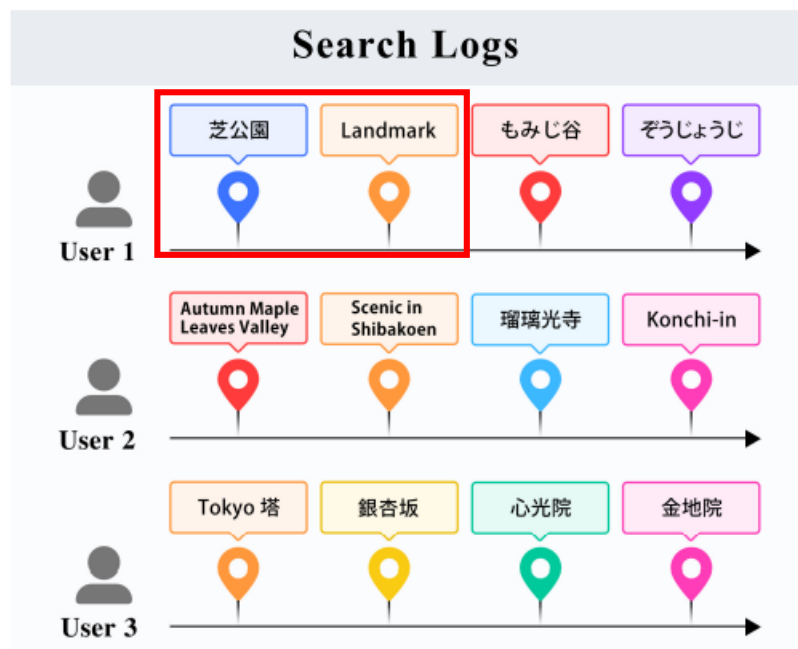 Search Logs
芝公園
Landmark
もみじ谷
ぞうじょうじ
User 1
Autumn Maple
Leaves Valley
Scenic in
Shibakoen
瑠璃光寺
Konchi-in
User 2
Tokyo 塔
銀杏坂
心光院
金地院
User 3